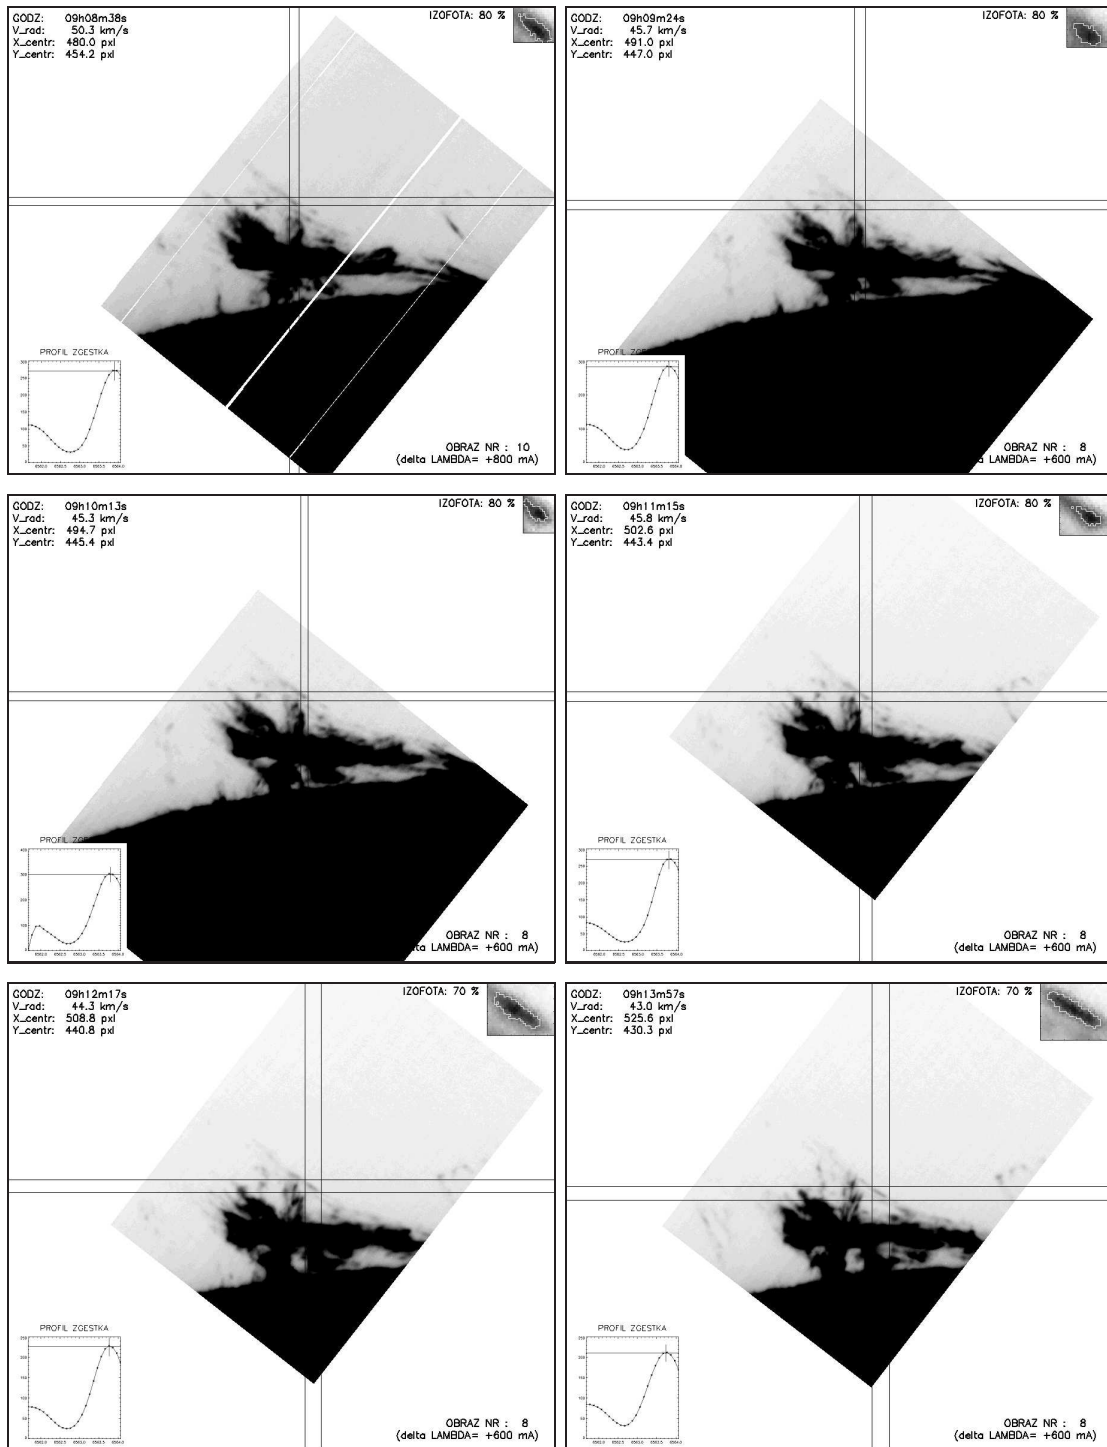 GODZ: 09h08m38s
V_rad: 50.3 km/s
X_centr: 480.0 pxl
Y_centr: 454.2 pxl
IZOFOTA: 80 %
PROFIL ZGESTKA
OBRAZ NR : 10
(delta LAMBDA= +800 mA)
GODZ: 09h09m24s
V_rad: 45.7 km/s
X_centr: 491.0 pxl
Y_centr: 447.0 pxl
IZOFOTA: 80 %
PROFIL ZGESTKA
OBRAZ NR : 8
LAMBDA= +600 mA)
GODZ: 09h10m13s
V_rad: 45.3 km/s
X_centr: 494.7 pxl
Y_centr: 445.4 pxl
IZOFOTA: 80 %
PROFIL ZGESTKA
OBRAZ NR : 8
ta LAMBDA= +600 mA)
GODZ: 09h11m15s
V_rad: 45.8 km/s
X_centr: 502.6 pxl
Y_centr: 443.4 pxl
IZOFOTA: 80 %
PROFIL ZGESTKA
OBRAZ NR : 8
(delta LAMBDA= +600 mA)
GODZ: 09h12m17s
V_rad: 44.3 km/s
X_centr: 508.8 pxl
Y_centr: 440.8 pxl
IZOFOTA: 70 %
PROFIL ZGESTKA
OBRAZ NR : 8
(delta LAMBDA= +600 mA)
GODZ: 09h13m57s
V_rad: 43.0 km/s
X_centr: 525.6 pxl
Y_centr: 430.3 pxl
IZOFOTA: 70 %
PROFIL ZGESTKA
OBRAZ NR : 8
(delta LAMBDA= +600 mA)